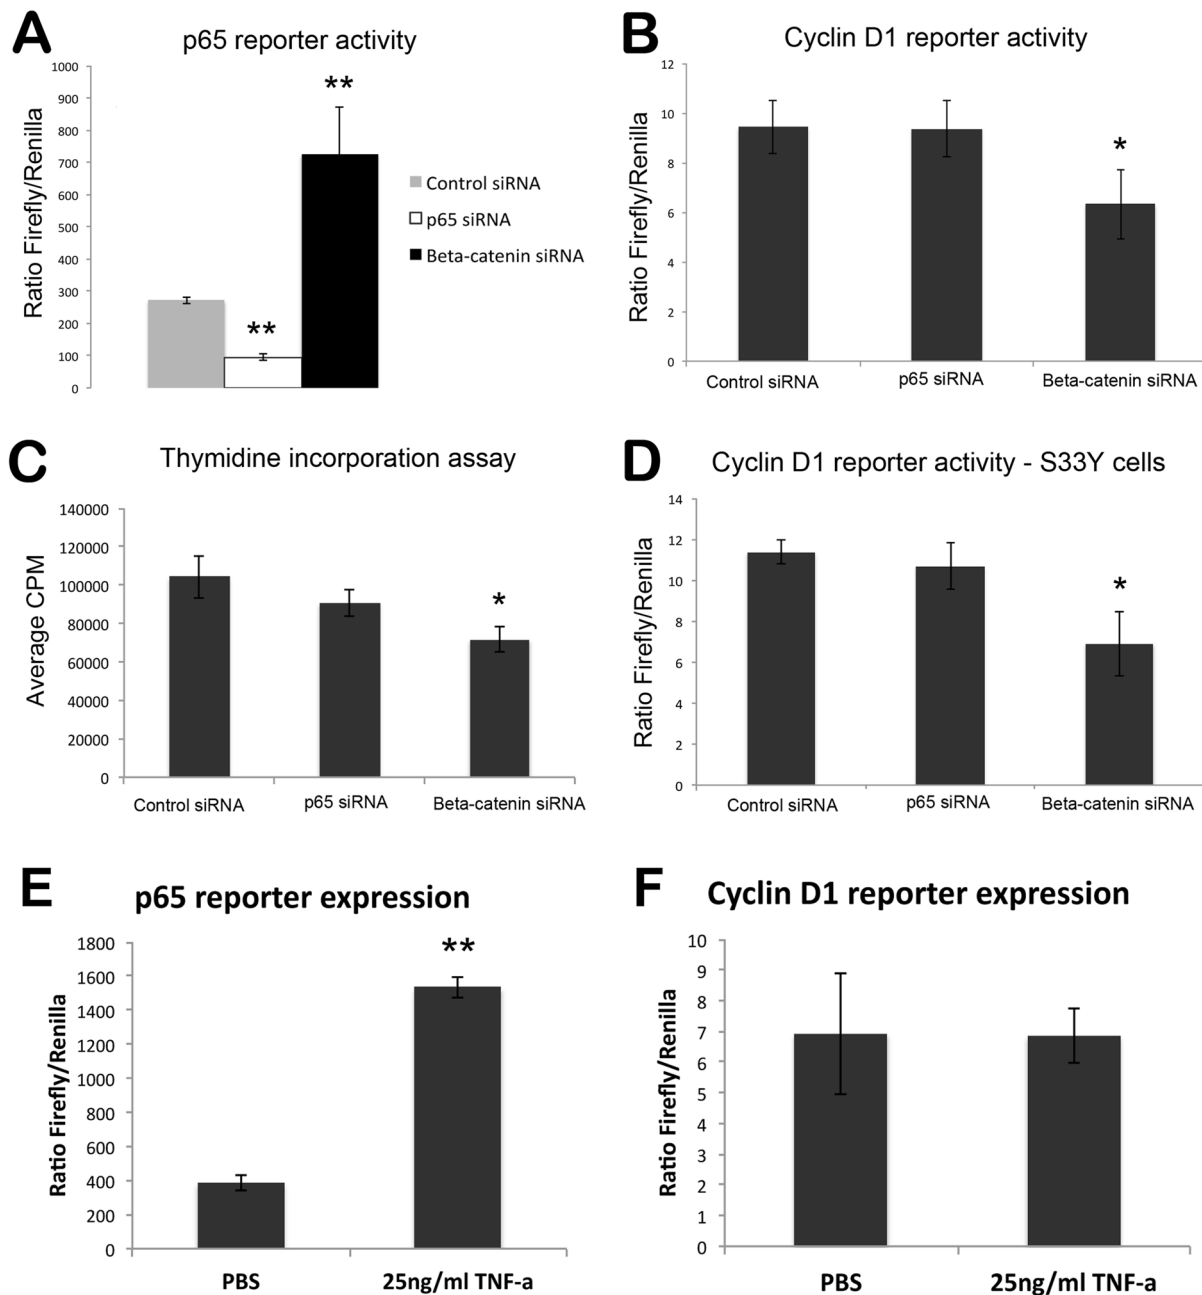 A
p65 reporter activity
Ratio Firefly/Renilla
1000
900
800
700
600
500
400
300
200
100
0
**
**
Control siRNA
p65 siRNA
Beta-catenin siRNA
B
Cyclin D1 reporter activity
Ratio Firefly/Renilla
12
10
8
6
4
2
0
*
Control siRNA
p65 siRNA
Beta-catenin siRNA
C
Thymidine incorporation assay
Average CPM
140000
120000
100000
80000
60000
40000
20000
0
*
Control siRNA
p65 siRNA
Beta-catenin siRNA
D
Cyclin D1 reporter activity - S33Y cells
Ratio Firefly/Renilla
14
12
10
8
6
4
2
0
*
Control siRNA
p65 siRNA
Beta-catenin siRNA
E
p65 reporter expression
Ratio Firefly/Renilla
1800
1600
1400
1200
1000
800
600
400
200
0
**
PBS
25ng/ml TNF-a
F
Cyclin D1 reporter expression
Ratio Firefly/Renilla
10
9
8
7
6
5
4
3
2
1
0
PBS
25ng/ml TNF-a